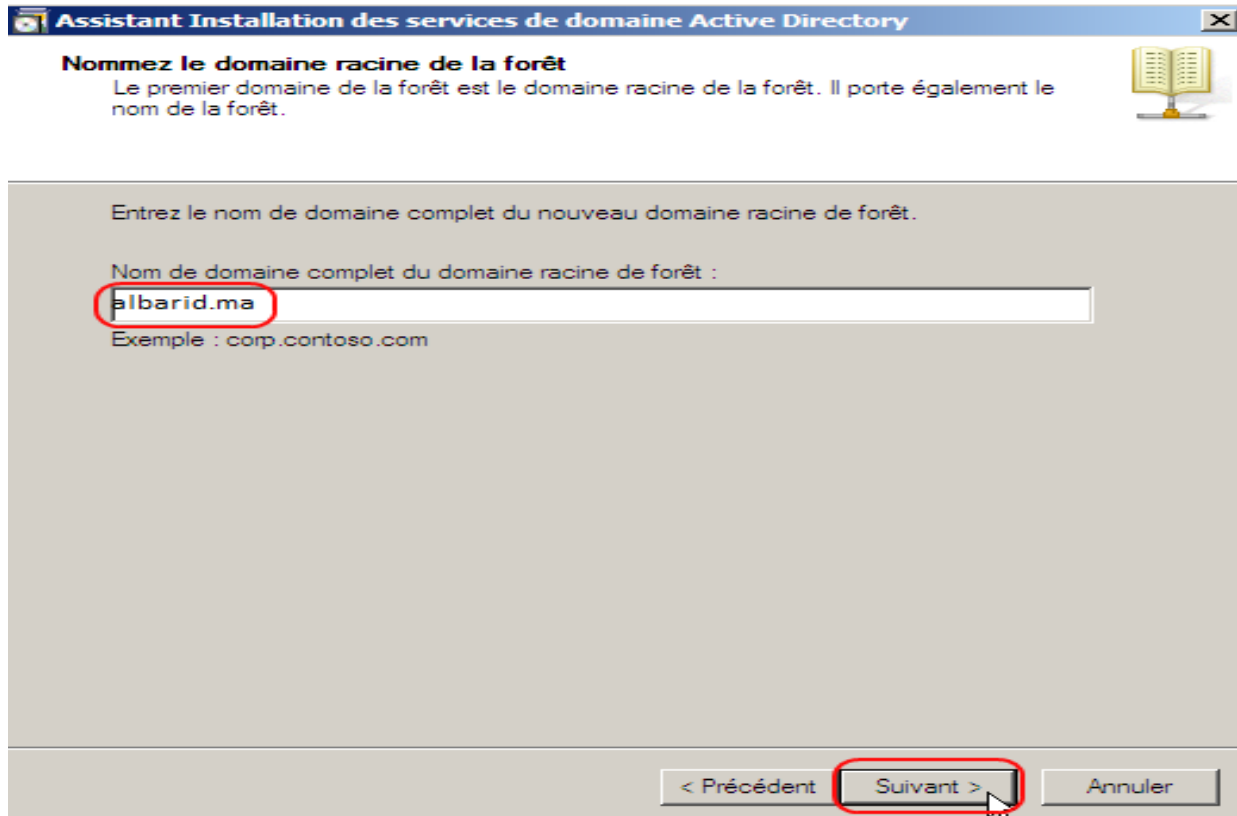 Assistant Installation des services de domaine Active Directory
Nommez le domaine racine de la forêt
Le premier domaine de la forêt est le domaine racine de la forêt. Il porte également le
nom de la forêt.
Entrez le nom de domaine complet du nouveau domaine racine de forêt.
Nom de domaine complet du domaine racine de forêt :
albarid.ma
Exemple : corp.contoso.com
< Précédent Suivant > Annuler